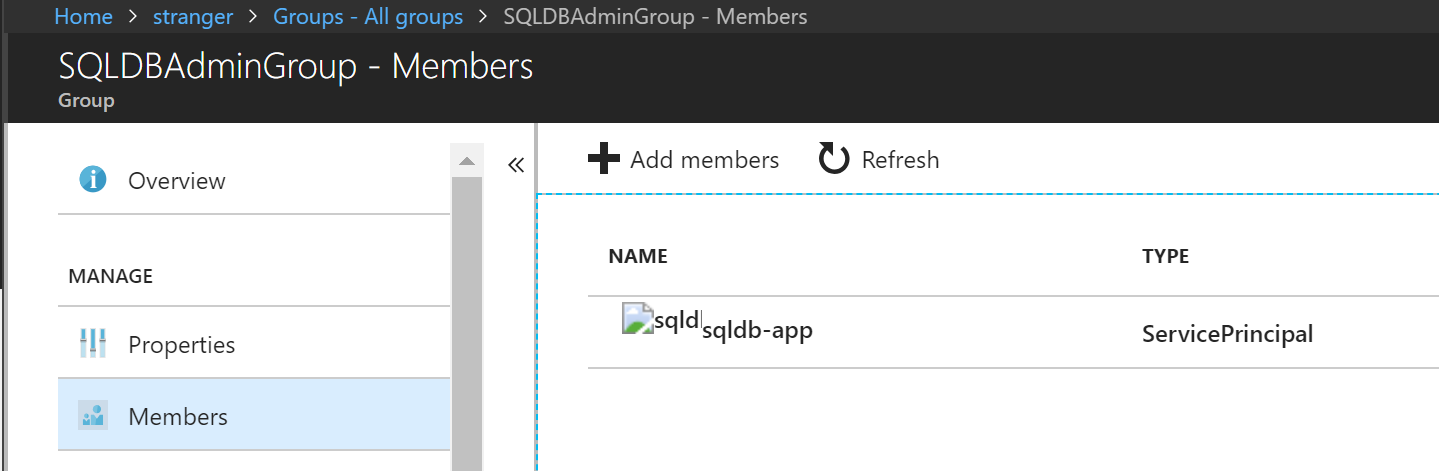 Home > stranger > Groups - All groups > SQLDBAdminGroup - Members
SQLDBAdminGroup - Members
Group
Overview
MANAGE
Properties
Members
Add members Refresh
NAME TYPE
sqld sqldb-app ServicePrincipal